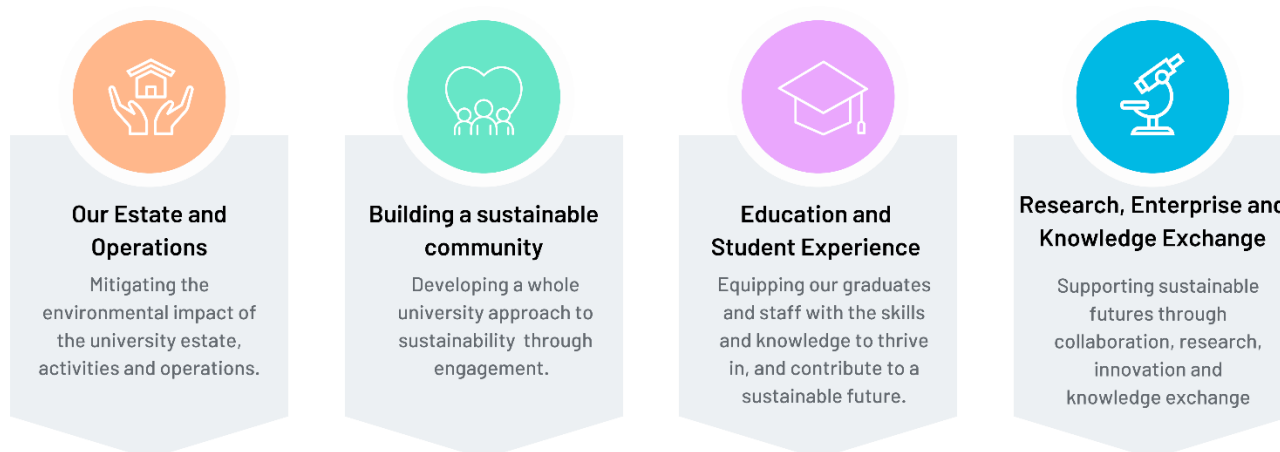 Our Estate and
Operations
Mitigating the
environmental impact of
the university estate,
activities and operations.
Building a sustainable
community
Developing a whole
university approach to
sustainability through
engagement.
Education and
Student Experience
Equipping our graduates
and staff with the skills
and knowledge to thrive
in, and contribute to a
sustainable future.
Research, Enterprise and
Knowledge Exchange
Supporting sustainable
futures through
collaboration, research,
innovation and
knowledge exchange